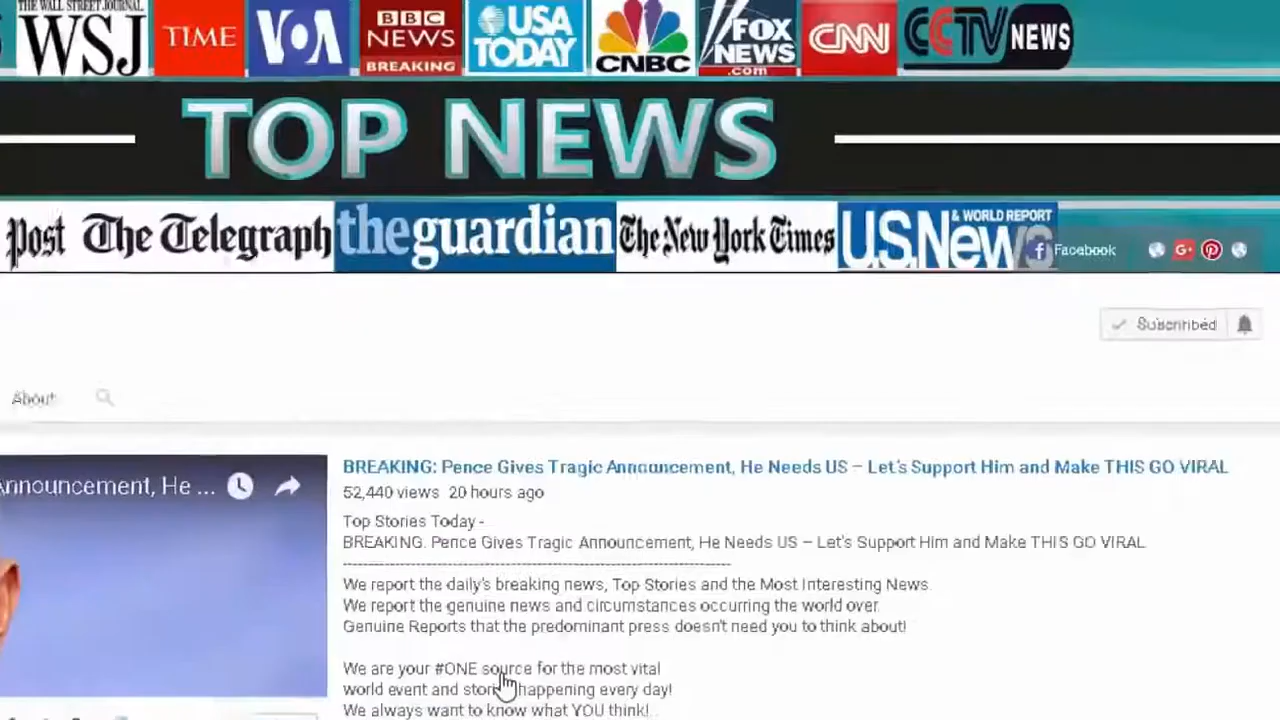 THE WALL STREET JOURNAL
WSJ
TIME
VOA
BBC
NEWS
BREAKING
USA
TODAY
CNBC
FOX
NEWS
.com
CNN
CCTV NEWS
TOP NEWS
Post
The Telegraph
theguardian
The New York Times
U.S.News
& WORLD REPORT
Facebook
G+
Subscribed
About
Announcement, He ...
BREAKING: Pence Gives Tragic Announcement, He Needs US – Let's Support Him and Make THIS GO VIRAL
52,440 views 20 hours ago
Top Stories Today -
BREAKING. Pence Gives Tragic Announcement, He Needs US – Let's Support Him and Make THIS GO VIRAL
--------------------------------------------------------------------------------
We report the daily's breaking news, Top Stories and the Most Interesting News.
We report the genuine news and circumstances occurring the world over.
Genuine Reports that the predominant press doesn't need you to think about!
We are your #ONE source for the most vital
world event and stories happening every day!
We always want to know what YOU think!